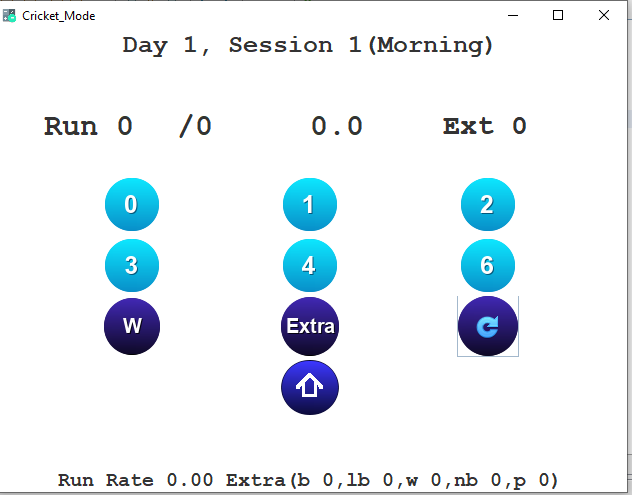 Cricket_Mode
Day 1, Session 1(Morning)
Run 0 /0 0.0 Ext 0
0 1 2
3 4 6
W Extra
Run Rate 0.00 Extra(b 0,lb 0,w 0,nb 0,p 0)